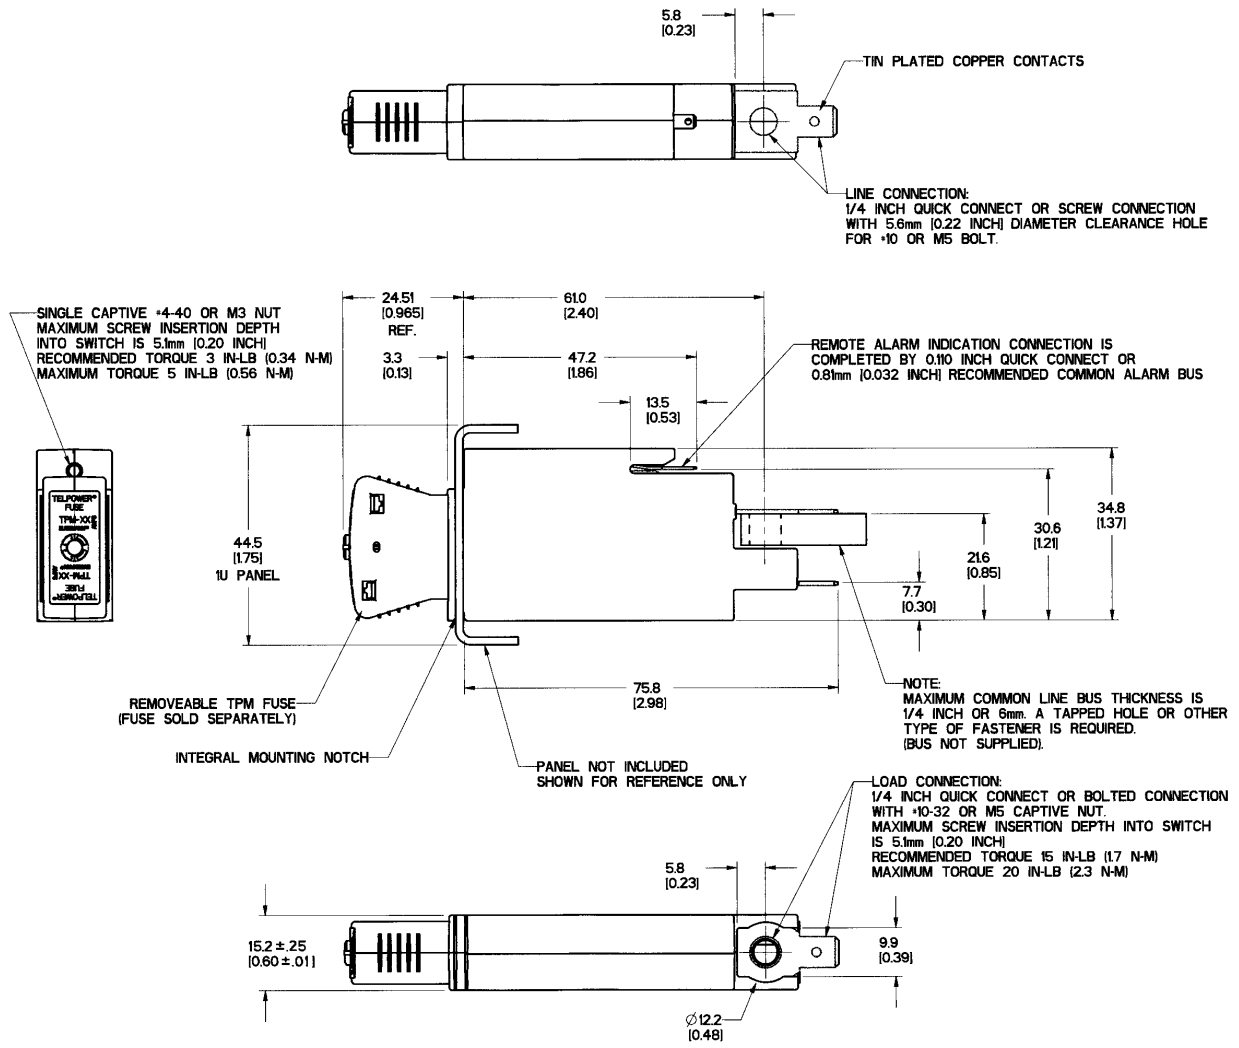 5.8
[0.23]
TIN PLATED COPPER CONTACTS
LINE CONNECTION:
1/4 INCH QUICK CONNECT OR SCREW CONNECTION
WITH 5.6mm [0.22 INCH] DIAMETER CLEARANCE HOLE
FOR #10 OR M5 BOLT.
SINGLE CAPTIVE #4-40 OR M3 NUT
MAXIMUM SCREW INSERTION DEPTH
INTO SWITCH IS 5.1mm [0.20 INCH]
RECOMMENDED TORQUE 3 IN-LB (0.34 N-M)
MAXIMUM TORQUE 5 IN-LB (0.56 N-M)
24.51
[0.965]
REF.
61.0
[2.40]
3.3
[0.13]
47.2
[1.86]
REMOTE ALARM INDICATION CONNECTION IS
COMPLETED BY 0.110 INCH QUICK CONNECT OR
0.81mm [0.032 INCH] RECOMMENDED COMMON ALARM BUS
13.5
[0.53]
TELPOWER®
FUSE
TPM-XX
TPM-XX
FUSE
TELPOWER®
44.5
[1.75]
1U PANEL
34.8
[1.37]
30.6
[1.21]
21.6
[0.85]
7.7
[0.30]
75.8
[2.98]
REMOVEABLE TPM FUSE
(FUSE SOLD SEPARATELY)
INTEGRAL MOUNTING NOTCH
PANEL NOT INCLUDED
SHOWN FOR REFERENCE ONLY
NOTE:
MAXIMUM COMMON LINE BUS THICKNESS IS
1/4 INCH OR 6mm. A TAPPED HOLE OR OTHER
TYPE OF FASTENER IS REQUIRED.
(BUS NOT SUPPLIED).
LOAD CONNECTION:
1/4 INCH QUICK CONNECT OR BOLTED CONNECTION
WITH #10-32 OR M5 CAPTIVE NUT.
MAXIMUM SCREW INSERTION DEPTH INTO SWITCH
IS 5.1mm [0.20 INCH]
RECOMMENDED TORQUE 15 IN-LB (1.7 N-M)
MAXIMUM TORQUE 20 IN-LB (2.3 N-M)
5.8
[0.23]
15.2 ±.25
[0.60 ±.01]
9.9
[0.39]
Ø12.2
[0.48]